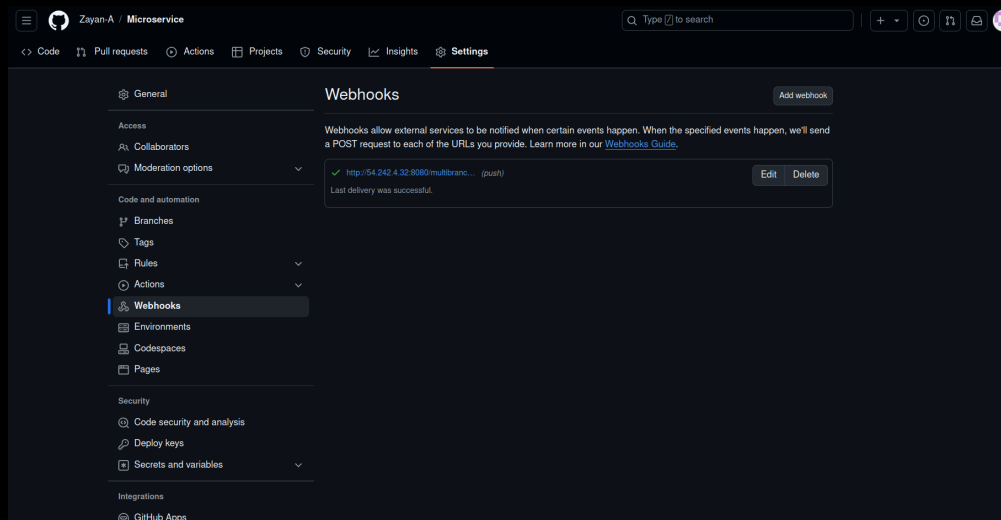 Zayan-A / Microservice
Type / to search
Code Pull requests Actions Projects Security Insights Settings
General
Access
Collaborators
Moderation options
Code and automation
Branches
Tags
Rules
Actions
Webhooks
Environments
Codespaces
Pages
Security
Code security and analysis
Deploy keys
Secrets and variables
Integrations
GitHub Apps
Webhooks
Add webhook
Webhooks allow external services to be notified when certain events happen. When the specified events happen, we'll send
a POST request to each of the URLs you provide. Learn more in our Webhooks Guide.
http://54.242.4.32:8080/multibranc... (push)
Edit Delete
Last delivery was successful.